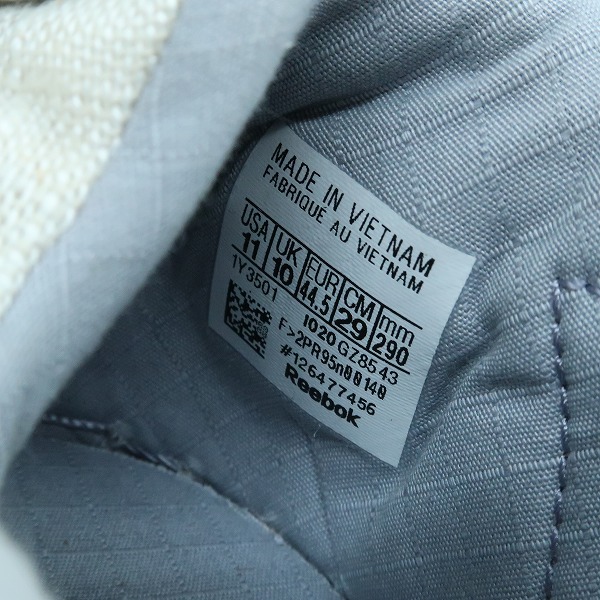 MADE IN VIETNAM
FABRIQUÉ AU VIETNAM
USA UK EUR CM mm
11 10 44.5 29 290
1Y3501 1020 GZ8543
F>2PR95n00140
#126477456
Reebok